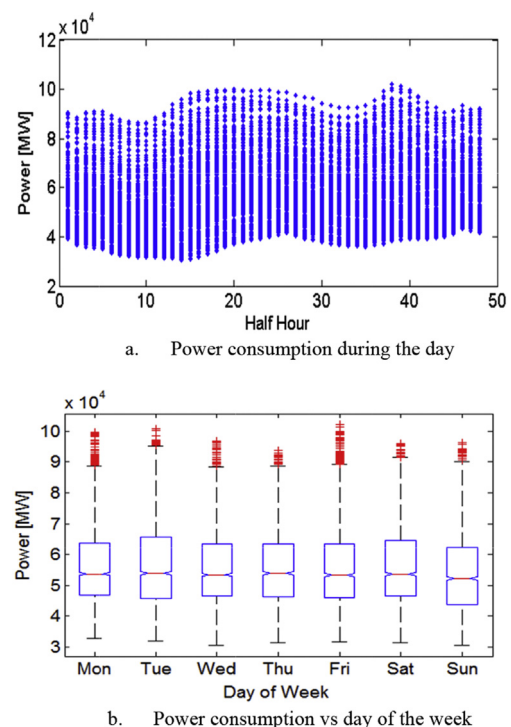 x 10⁴
12
10
8
6
4
2
Power [MW]
0 10 20 30 40 50
Half Hour
a. Power consumption during the day
x 10⁴
10
9
8
7
6
5
4
3
Power [MW]
Mon Tue Wed Thu Fri Sat Sun
Day of Week
b. Power consumption vs day of the week